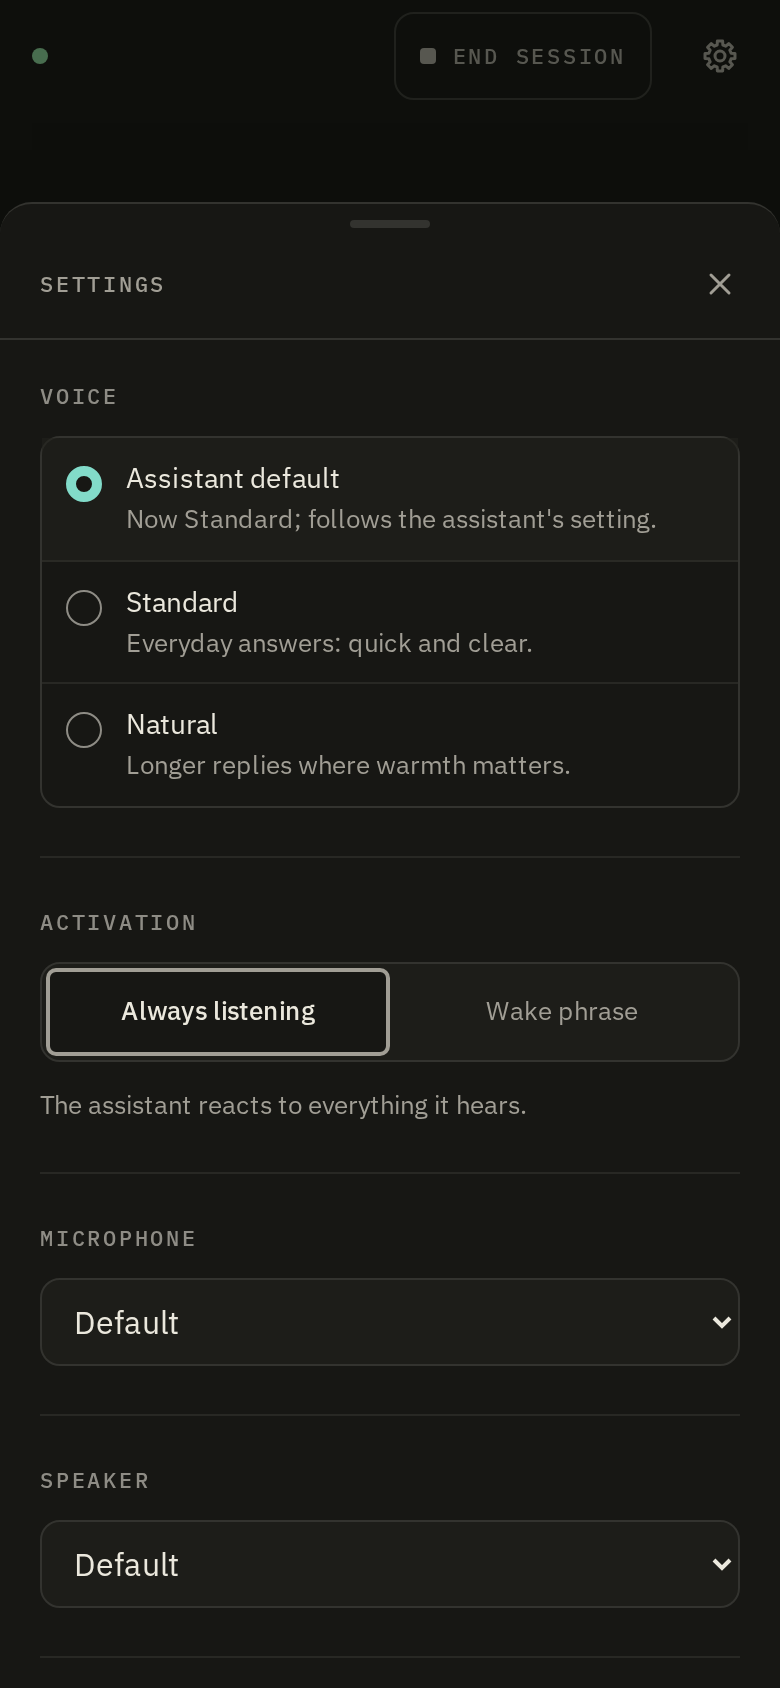 END SESSION
SETTINGS
VOICE
Assistant default
Now Standard; follows the assistant's setting.
Standard
Everyday answers: quick and clear.
Natural
Longer replies where warmth matters.
ACTIVATION
Always listening
Wake phrase
The assistant reacts to everything it hears.
MICROPHONE
Default
SPEAKER
Default